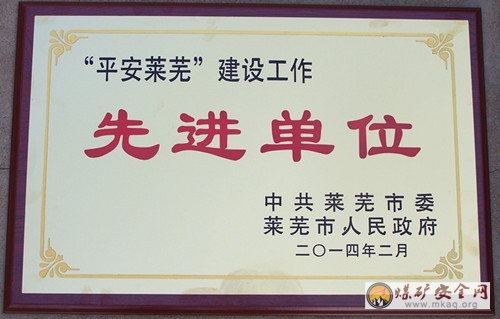 “平安莱芜”建设工作
先进单位
中共莱芜市委
莱芜市人民政府
二〇一四年二月
煤矿安全网
www.mkaq.org